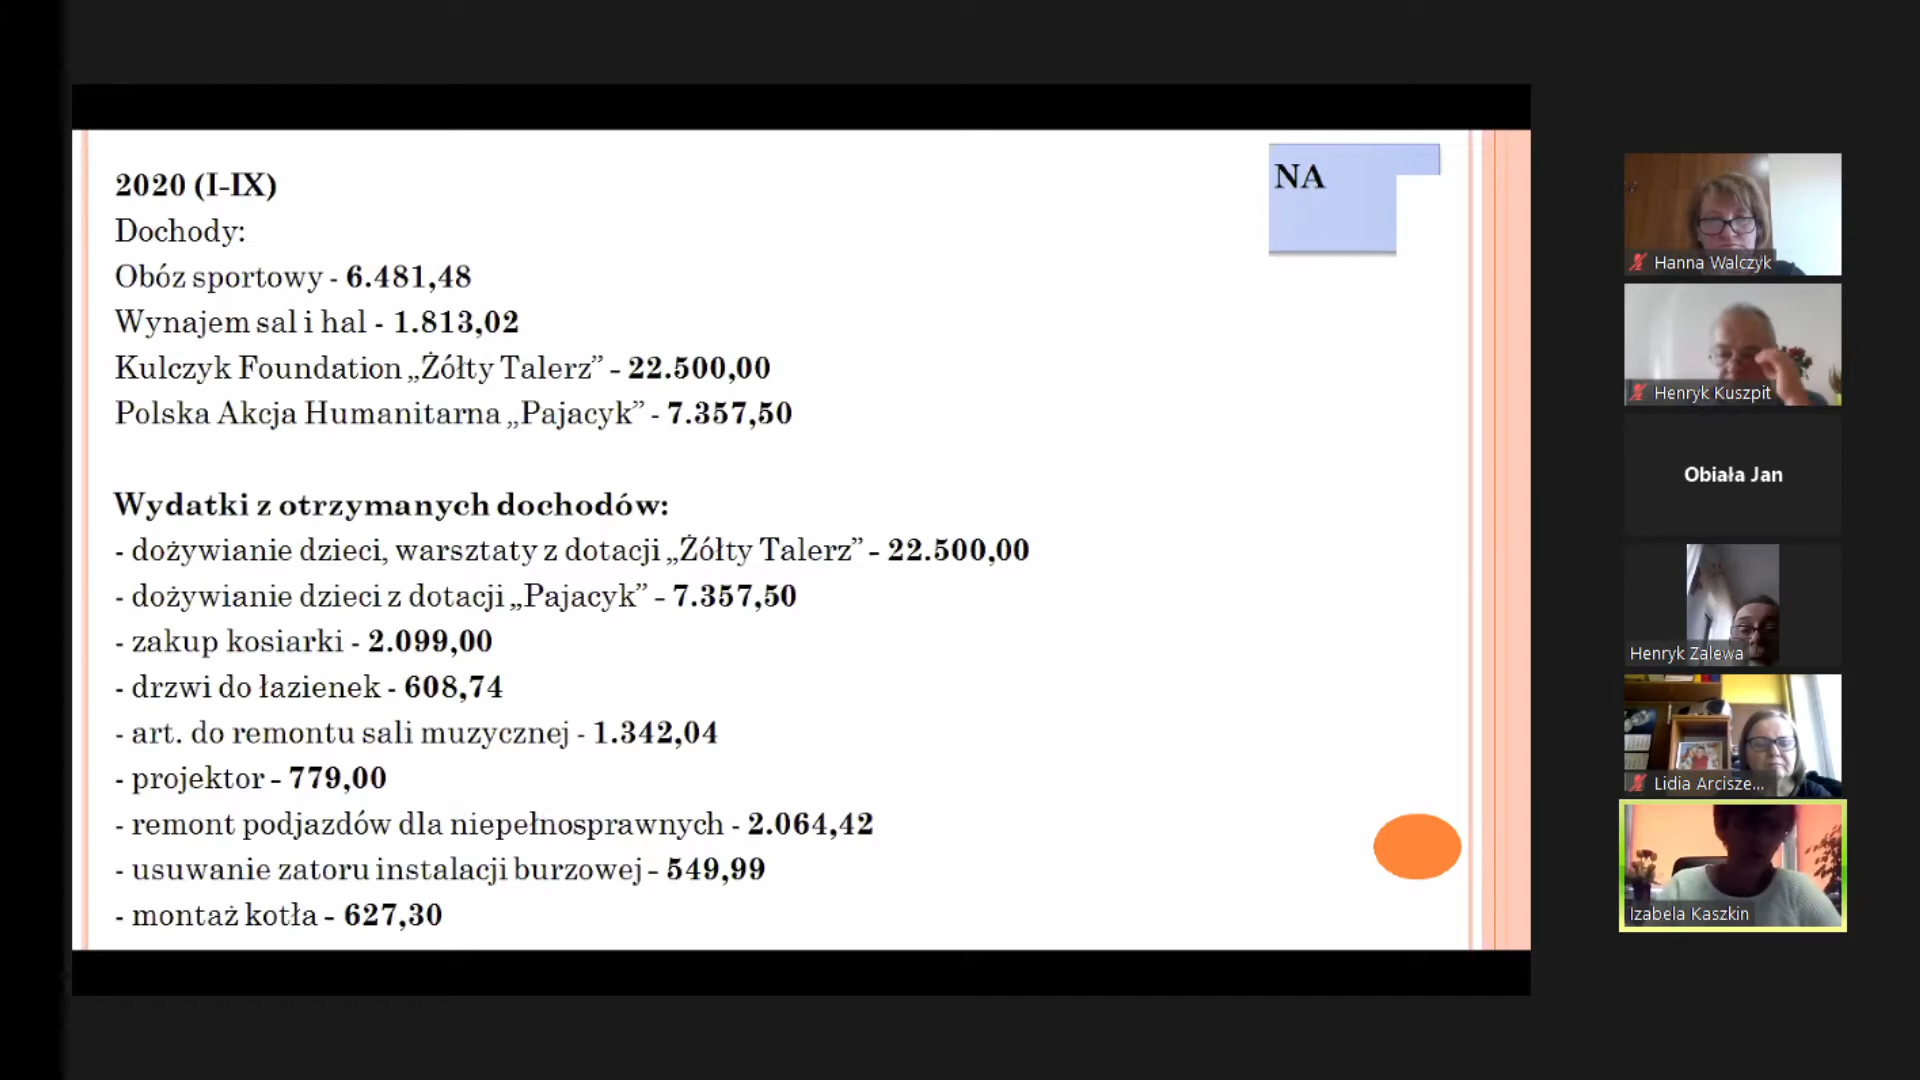 2020 (I-IX)
Dochody:
Obóz sportowy - 6.481,48
Wynajem sal i hal - 1.813,02
Kulczyk Foundation „Żółty Talerz” - 22.500,00
Polska Akcja Humanitarna „Pajacyk” - 7.357,50
Wydatki z otrzymanych dochodów:
- dożywianie dzieci, warsztaty z dotacji „Żółty Talerz” - 22.500,00
- dożywianie dzieci z dotacji „Pajacyk” - 7.357,50
- zakup kosiarki - 2.099,00
- drzwi do łazienek - 608,74
- art. do remontu sali muzycznej - 1.342,04
- projektor - 779,00
- remont podjazdów dla niepełnosprawnych - 2.064,42
- usuwanie zatoru instalacji burzowej - 549,99
- montaż kotła - 627,30
NA
Hanna Walczyk
Henryk Kuszpit
Obiała Jan
Henryk Zalewa
Lidia Arcisze...
Izabela Kaszkin